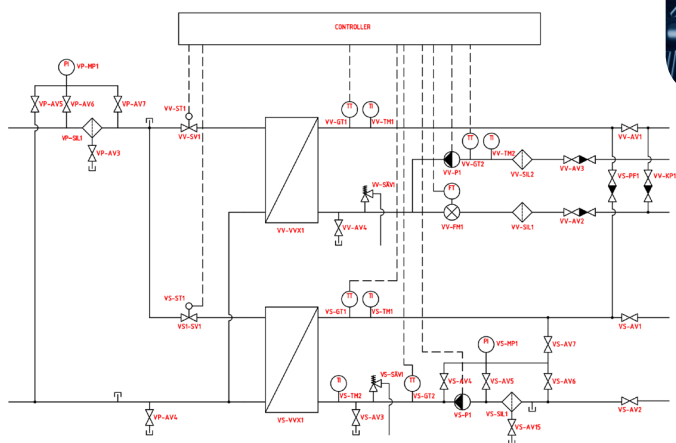 CONTROLLER
PI
VP-MP1
VP-AV5
VP-AV6
VP-AV7
VV-ST1
TT
TI
VP-SIL1
VV-SV1
VV-GT1
VV-TM1
VV-AV1
TT
TI
VP-AV3
VV-TM2
VV-GT2
VV-P1
VV-SIL2
VV-AV3
VS-PF1
VV-KP1
VV-SÄV1
FT
VV-VVX1
VV-AV4
VV-FM1
VV-SIL1
VV-AV2
VS-ST1
TT
TI
VS1-SV1
VS-GT1
VS-TM1
VS-AV1
PI
VS-MP1
VS-AV7
VS-SÄV1
TI
TT
VS-AV4
VS-AV5
VS-AV6
VS-TM2
VS-GT2
VP-AV4
VS-VVX1
VS-AV3
VS-P1
VS-SIL1
VS-AV2
VS-AV15